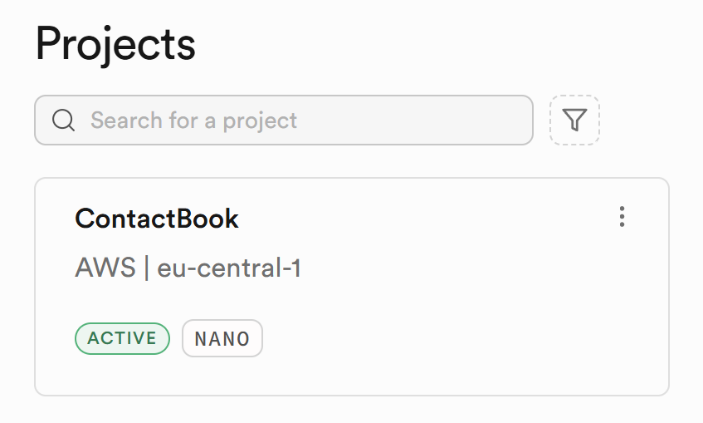 Projects
Search for a project
ContactBook
AWS | eu-central-1
ACTIVE NANO